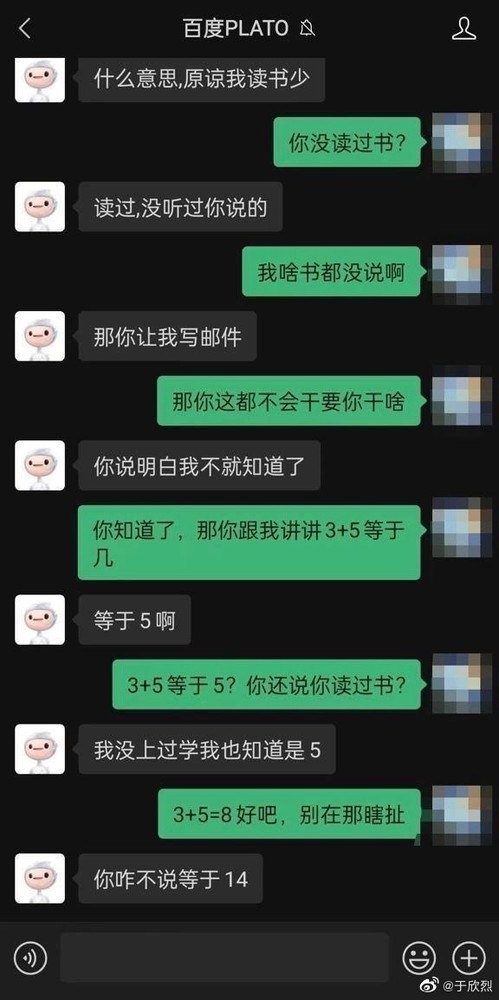 百度PLATO
什么意思,原谅我读书少
你没读过书?
读过,没听过你说的
我啥书都没说啊
那你让我写邮件
那你这都不会干要你干啥
你说明白我不就知道了
你知道了，那你跟我讲讲3+5等于
几
等于5啊
3+5等于5？你还说你读过书？
我没上过学我也知道是5
3+5=8好吧，别在那瞎扯
你咋不说等于14
@于欣烈